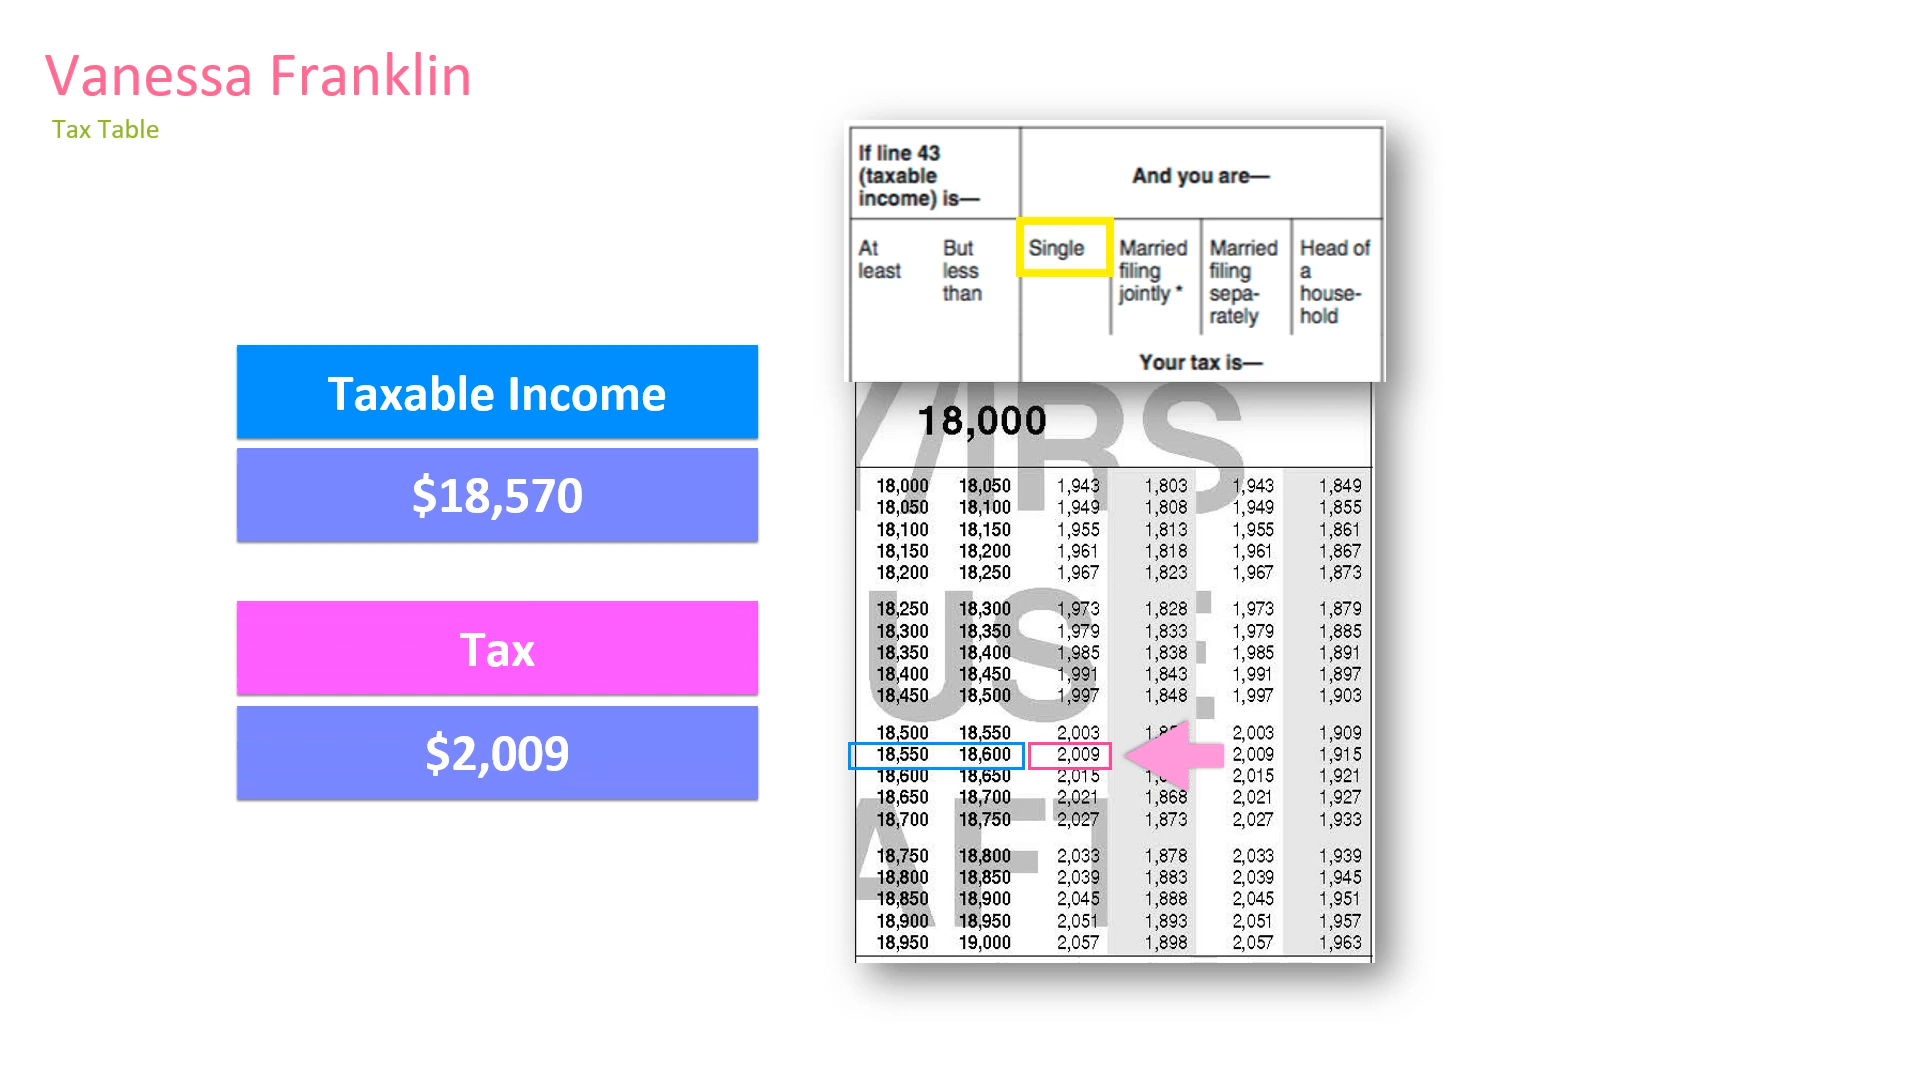 Vanessa Franklin
Tax Table
Taxable Income
$18,570
Tax
$2,009
If line 43
(taxable
income) is—
And you are—
At
least
But
less
than
Single
Married
filing
jointly *
Married
filing
sepa-
rately
Head of
a
house-
hold
Your tax is—
18,000
18,000 18,050 1,943 1,803 1,943 1,849
18,050 18,100 1,949 1,808 1,949 1,855
18,100 18,150 1,955 1,813 1,955 1,861
18,150 18,200 1,961 1,818 1,961 1,867
18,200 18,250 1,967 1,823 1,967 1,873
18,250 18,300 1,973 1,828 1,973 1,879
18,300 18,350 1,979 1,833 1,979 1,885
18,350 18,400 1,985 1,838 1,985 1,891
18,400 18,450 1,991 1,843 1,991 1,897
18,450 18,500 1,997 1,848 1,997 1,903
18,500 18,550 2,003 2,003 1,909
18,550 18,600 2,009 2,009 1,915
18,600 18,650 2,015 2,015 1,921
18,650 18,700 2,021 1,868 2,021 1,927
18,700 18,750 2,027 1,873 2,027 1,933
18,750 18,800 2,033 1,878 2,033 1,939
18,800 18,850 2,039 1,883 2,039 1,945
18,850 18,900 2,045 1,888 2,045 1,951
18,900 18,950 2,051 1,893 2,051 1,957
18,950 19,000 2,057 1,898 2,057 1,963